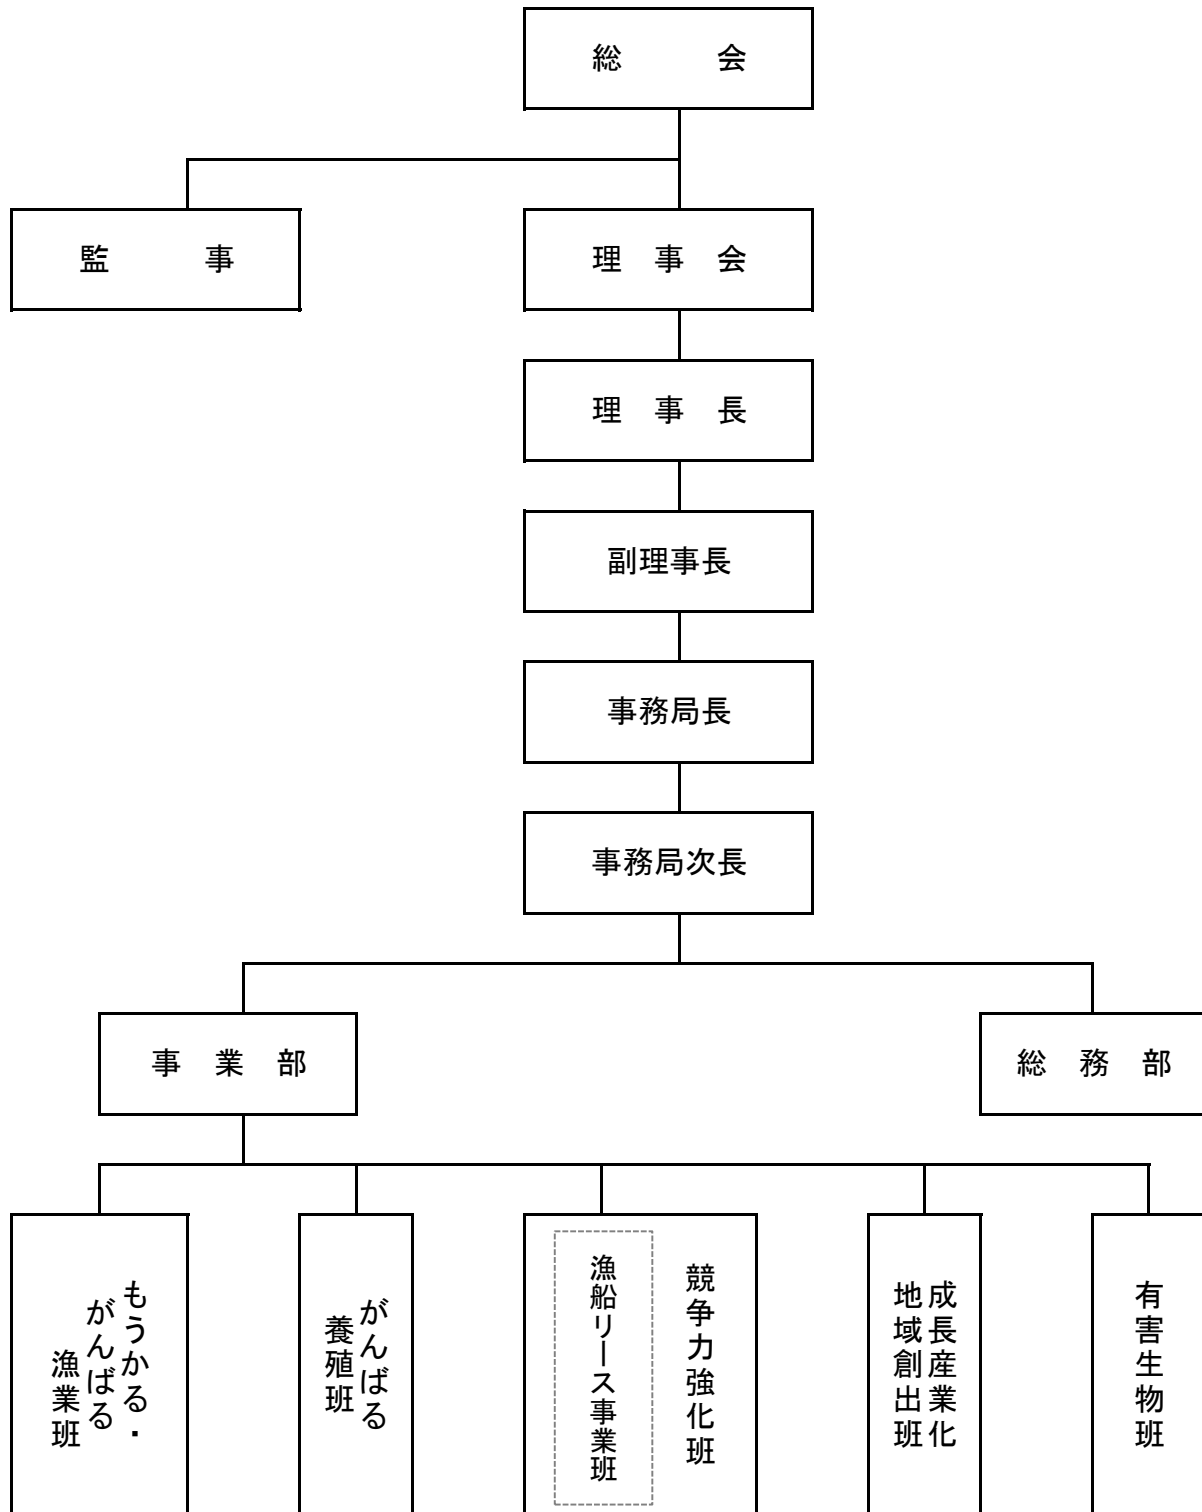 総　　　会
監　　　事
理　事　会
理　事　長
副理事長
事務局長
事務局次長
事　業　部
総　務　部
もうかる・
がんばる
漁業班
がんばる
養殖班
競争力強化班
漁船リース事業班
成長産業化
地域創出班
有害生物班